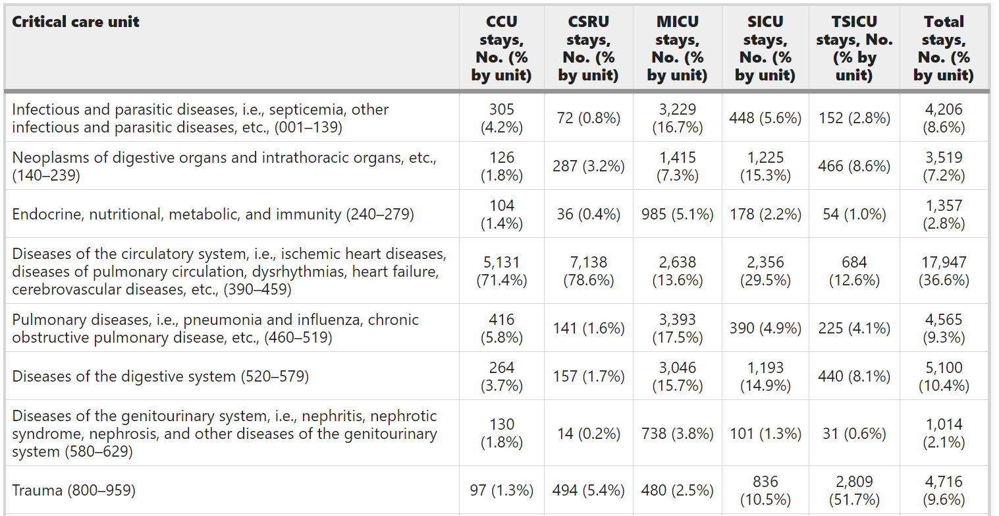 Critical care unit
CCU
stays,
No. (%
by unit)
CSRU
stays,
No. (%
by unit)
MICU
stays,
No. (%
by unit)
SICU
stays,
No. (%
by unit)
TSICU
stays, No.
(% by
unit)
Total
stays,
No. (%
by unit)
Infectious and parasitic diseases, i.e., septicemia, other
infectious and parasitic diseases, etc., (001–139)
305
(4.2%)
72 (0.8%)
3,229
(16.7%)
448 (5.6%)
152 (2.8%)
4,206
(8.6%)
Neoplasms of digestive organs and intrathoracic organs, etc.,
(140–239)
126
(1.8%)
287 (3.2%)
1,415
(7.3%)
1,225
(15.3%)
466 (8.6%)
3,519
(7.2%)
Endocrine, nutritional, metabolic, and immunity (240–279)
104
(1.4%)
36 (0.4%)
985 (5.1%)
178 (2.2%)
54 (1.0%)
1,357
(2.8%)
Diseases of the circulatory system, i.e., ischemic heart diseases,
diseases of pulmonary circulation, dysrhythmias, heart failure,
cerebrovascular diseases, etc., (390–459)
5,131
(71.4%)
7,138
(78.6%)
2,638
(13.6%)
2,356
(29.5%)
684
(12.6%)
17,947
(36.6%)
Pulmonary diseases, i.e., pneumonia and influenza, chronic
obstructive pulmonary disease, etc., (460–519)
416
(5.8%)
141 (1.6%)
3,393
(17.5%)
390 (4.9%)
225 (4.1%)
4,565
(9.3%)
Diseases of the digestive system (520–579)
264
(3.7%)
157 (1.7%)
3,046
(15.7%)
1,193
(14.9%)
440 (8.1%)
5,100
(10.4%)
Diseases of the genitourinary system, i.e., nephritis, nephrotic
syndrome, nephrosis, and other diseases of the genitourinary
system (580–629)
130
(1.8%)
14 (0.2%)
738 (3.8%)
101 (1.3%)
31 (0.6%)
1,014
(2.1%)
Trauma (800–959)
97 (1.3%)
494 (5.4%)
480 (2.5%)
836
(10.5%)
2,809
(51.7%)
4,716
(9.6%)